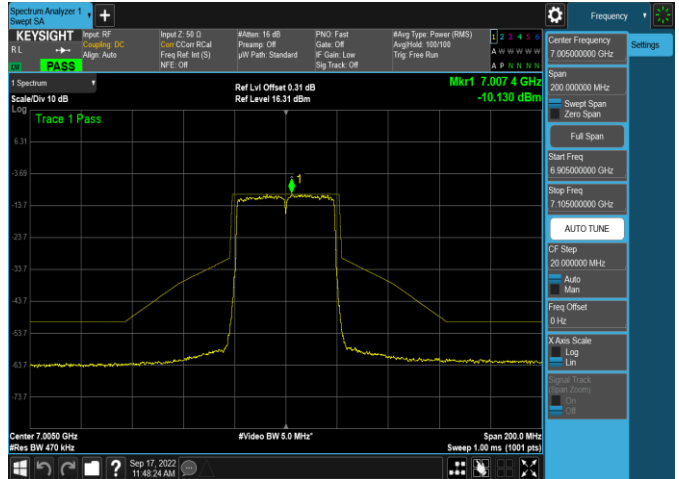 Spectrum Analyzer 1
Swept SA
Frequency
KEYSIGHT
Input: RF
Input Z: 50 Ω
#Atten: 16 dB
PNO: Fast
#Avg Type: Power (RMS)
1 2 3 4 5 6
RL
Coupling: DC
Corr CCorr RCal
Preamp: Off
Gate: Off
Avg|Hold: 100/100
A W W W W W
Align: Auto
Freq Ref: Int (S)
µW Path: Standard
IF Gain: Low
Trig: Free Run
PASS
NFE: Off
Sig Track: Off
A P N N N N
Center Frequency
7.005000000 GHz
Settings
Span
200.000000 MHz
Swept Span
Zero Span
Full Span
Start Freq
6.905000000 GHz
Stop Freq
7.105000000 GHz
AUTO TUNE
CF Step
20.000000 MHz
Auto
Man
Freq Offset
0 Hz
X Axis Scale
Log
Lin
Signal Track
(Span Zoom)
On
Off
1 Spectrum
Ref Lvl Offset 0.31 dB
Mkr1 7.007 4 GHz
Scale/Div 10 dB
Ref Level 16.31 dBm
-10.130 dBm
Log
Trace 1 Pass
6.31
-3.69
1
-13.7
-23.7
-33.7
-43.7
-53.7
-63.7
-73.7
Center 7.0050 GHz
#Video BW 5.0 MHz*
Span 200.0 MHz
#Res BW 470 kHz
Sweep 1.00 ms (1001 pts)
Sep 17, 2022
11:48:24 AM